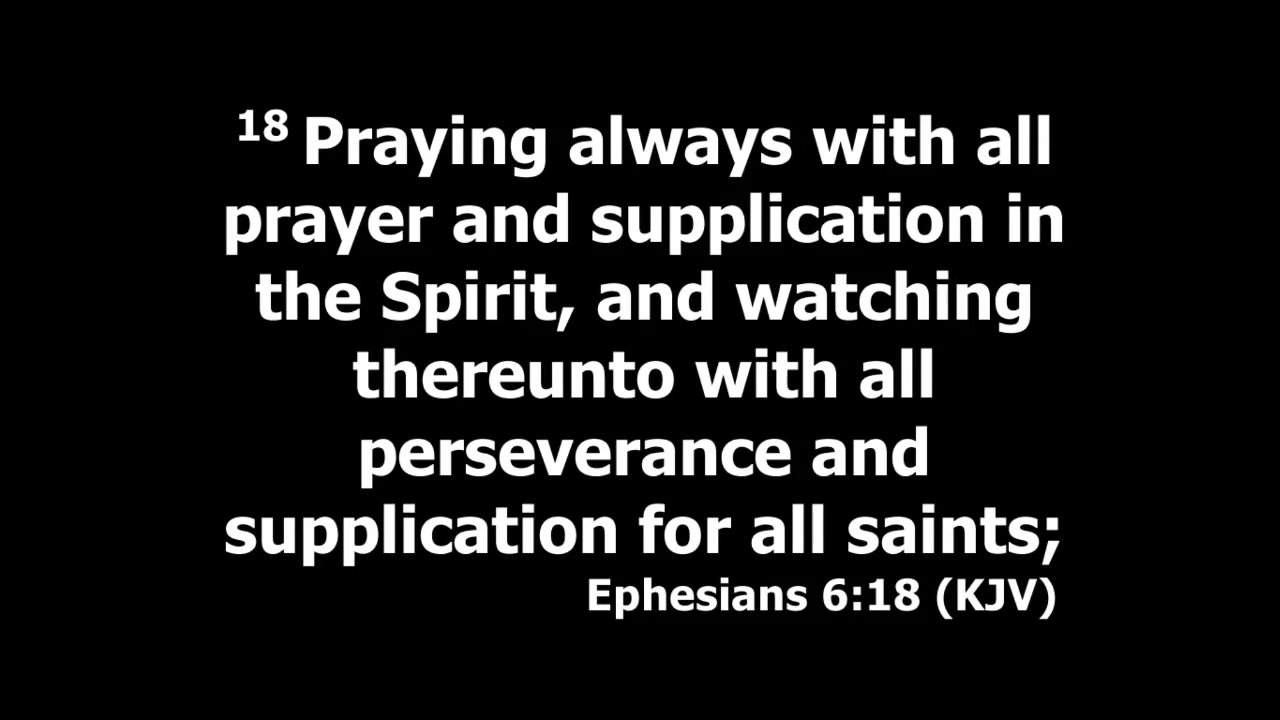 18 Praying always with all
prayer and supplication in
the Spirit, and watching
thereunto with all
perseverance and
supplication for all saints;
Ephesians 6:18 (KJV)